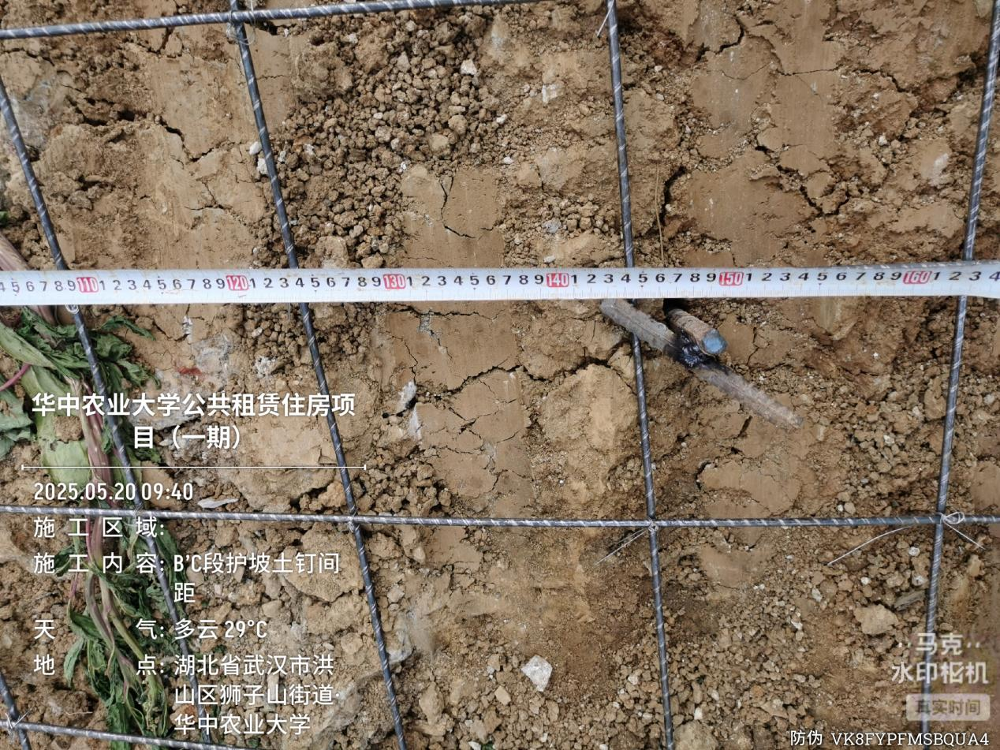 4 5 6 7 8 9 110 1 2 3 4 5 6 7 8 9 120 1 2 3 4 5 6 7 8 9 130 1 2 3 4 5 6 7 8 9 140 1 2 3 4 5 6 7 8 9 150 1 2 3 4 5 6 7 8 9 160 1 2 3 4
华中农业大学公共租赁住房项
目（一期）
2025.05.20 09:40
施工区域:
施工内容: B'C段护坡土钉间
距
天气: 多云 29°C
地点: 湖北省武汉市洪
山区狮子山街道·
华中农业大学
马克
水印相机
真实时间
防伪 VK8FYPFMSBQUA4